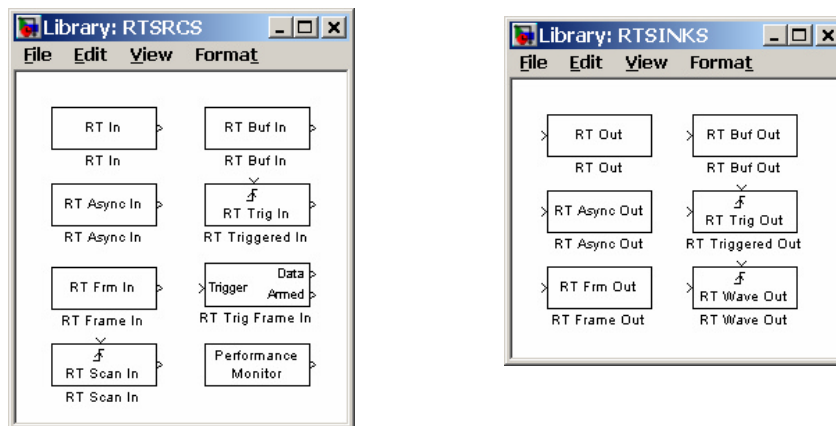 Library: RTSRCS
File Edit View Format
RT In
RT In
RT Buf In
RT Buf In
RT Async In
RT Async In
RT Trig In
RT Triggered In
RT Frm In
RT Frame In
Data
Trigger
Armed
RT Trig Frame In
RT Scan In
RT Scan In
Performance
Monitor
Library: RTSINKS
File Edit View Format
RT Out
RT Out
RT Buf Out
RT Buf Out
RT Async Out
RT Async Out
RT Trig Out
RT Triggered Out
RT Frm Out
RT Frame Out
RT Wave Out
RT Wave Out